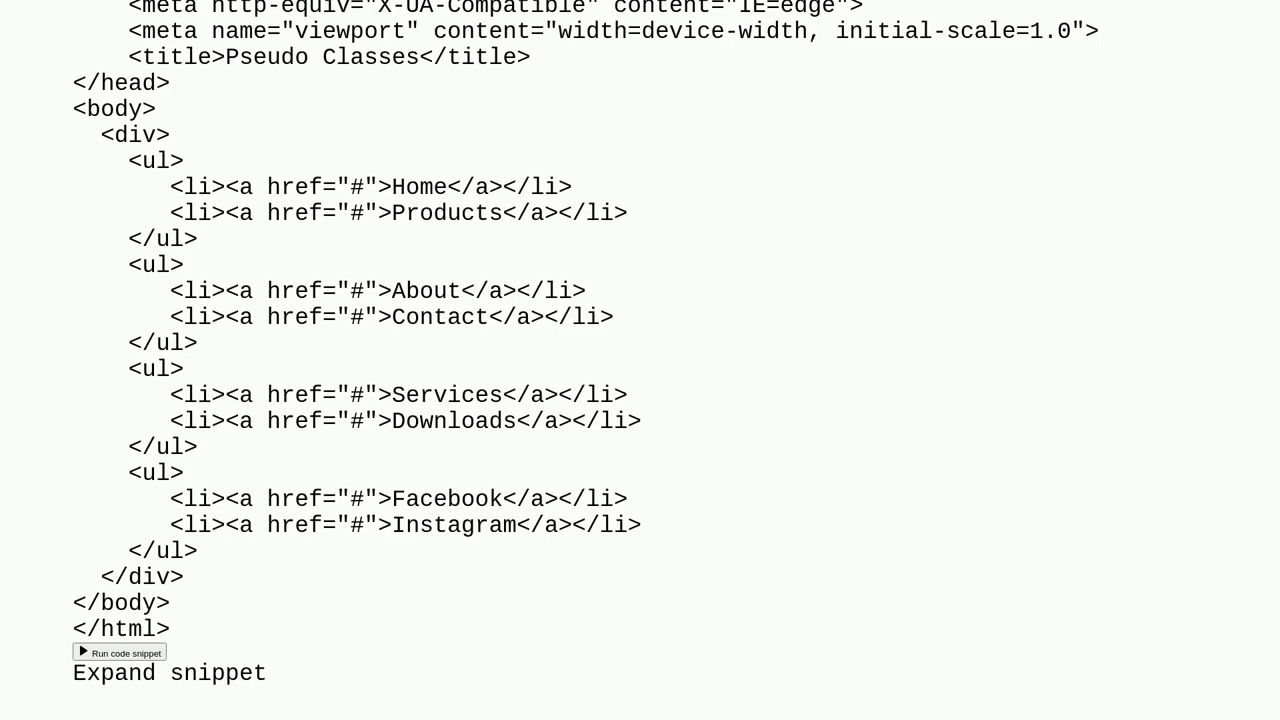 <meta http-equiv="X-UA-Compatible" content="IE=edge">
<meta name="viewport" content="width=device-width, initial-scale=1.0">
<title>Pseudo Classes</title>
</head>
<body>
<div>
<ul>
<li><a href="#">Home</a></li>
<li><a href="#">Products</a></li>
</ul>
<ul>
<li><a href="#">About</a></li>
<li><a href="#">Contact</a></li>
</ul>
<ul>
<li><a href="#">Services</a></li>
<li><a href="#">Downloads</a></li>
</ul>
<ul>
<li><a href="#">Facebook</a></li>
<li><a href="#">Instagram</a></li>
</ul>
</div>
</body>
</html>
Run code snippet
Expand snippet